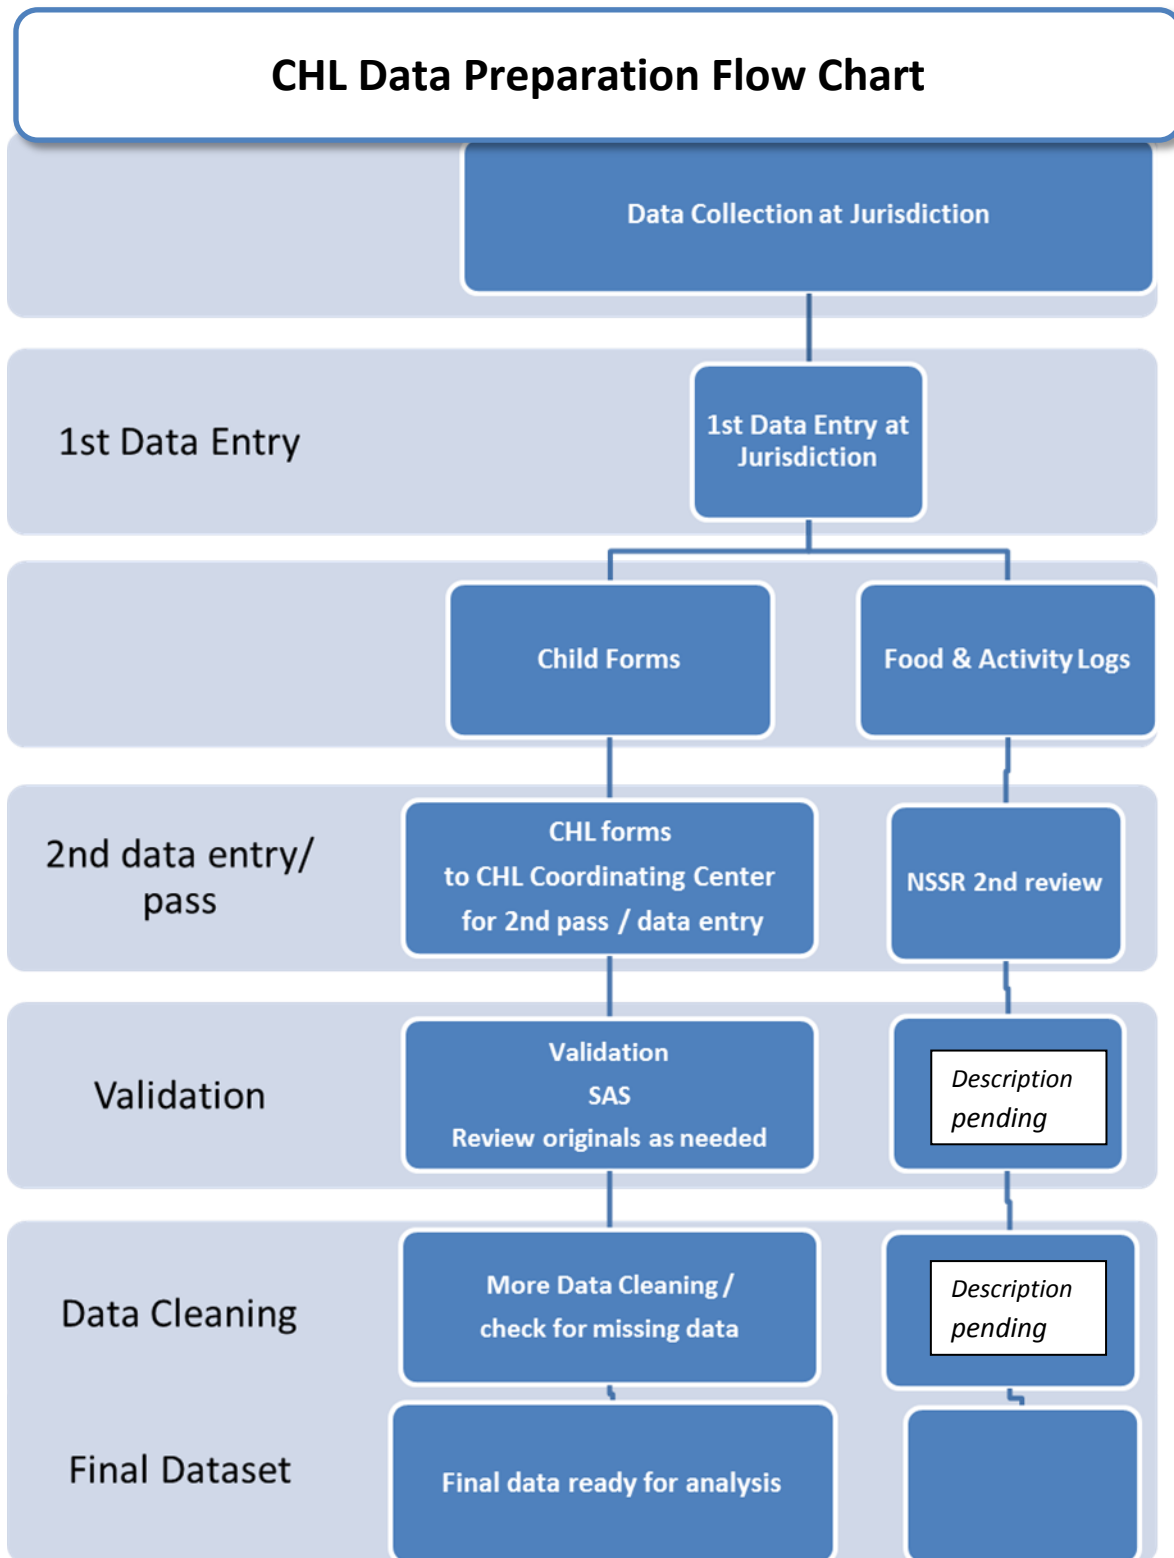 CHL Data Preparation Flow Chart
Data Collection at Jurisdiction
1st Data Entry
1st Data Entry at
Jurisdiction
Child Forms
Food & Activity Logs
2nd data entry/
pass
CHL forms
to CHL Coordinating Center
for 2nd pass / data entry
NSSR 2nd review
Validation
Validation
SAS
Review originals as needed
Description
pending
Data Cleaning
More Data Cleaning /
check for missing data
Description
pending
Final Dataset
Final data ready for analysis